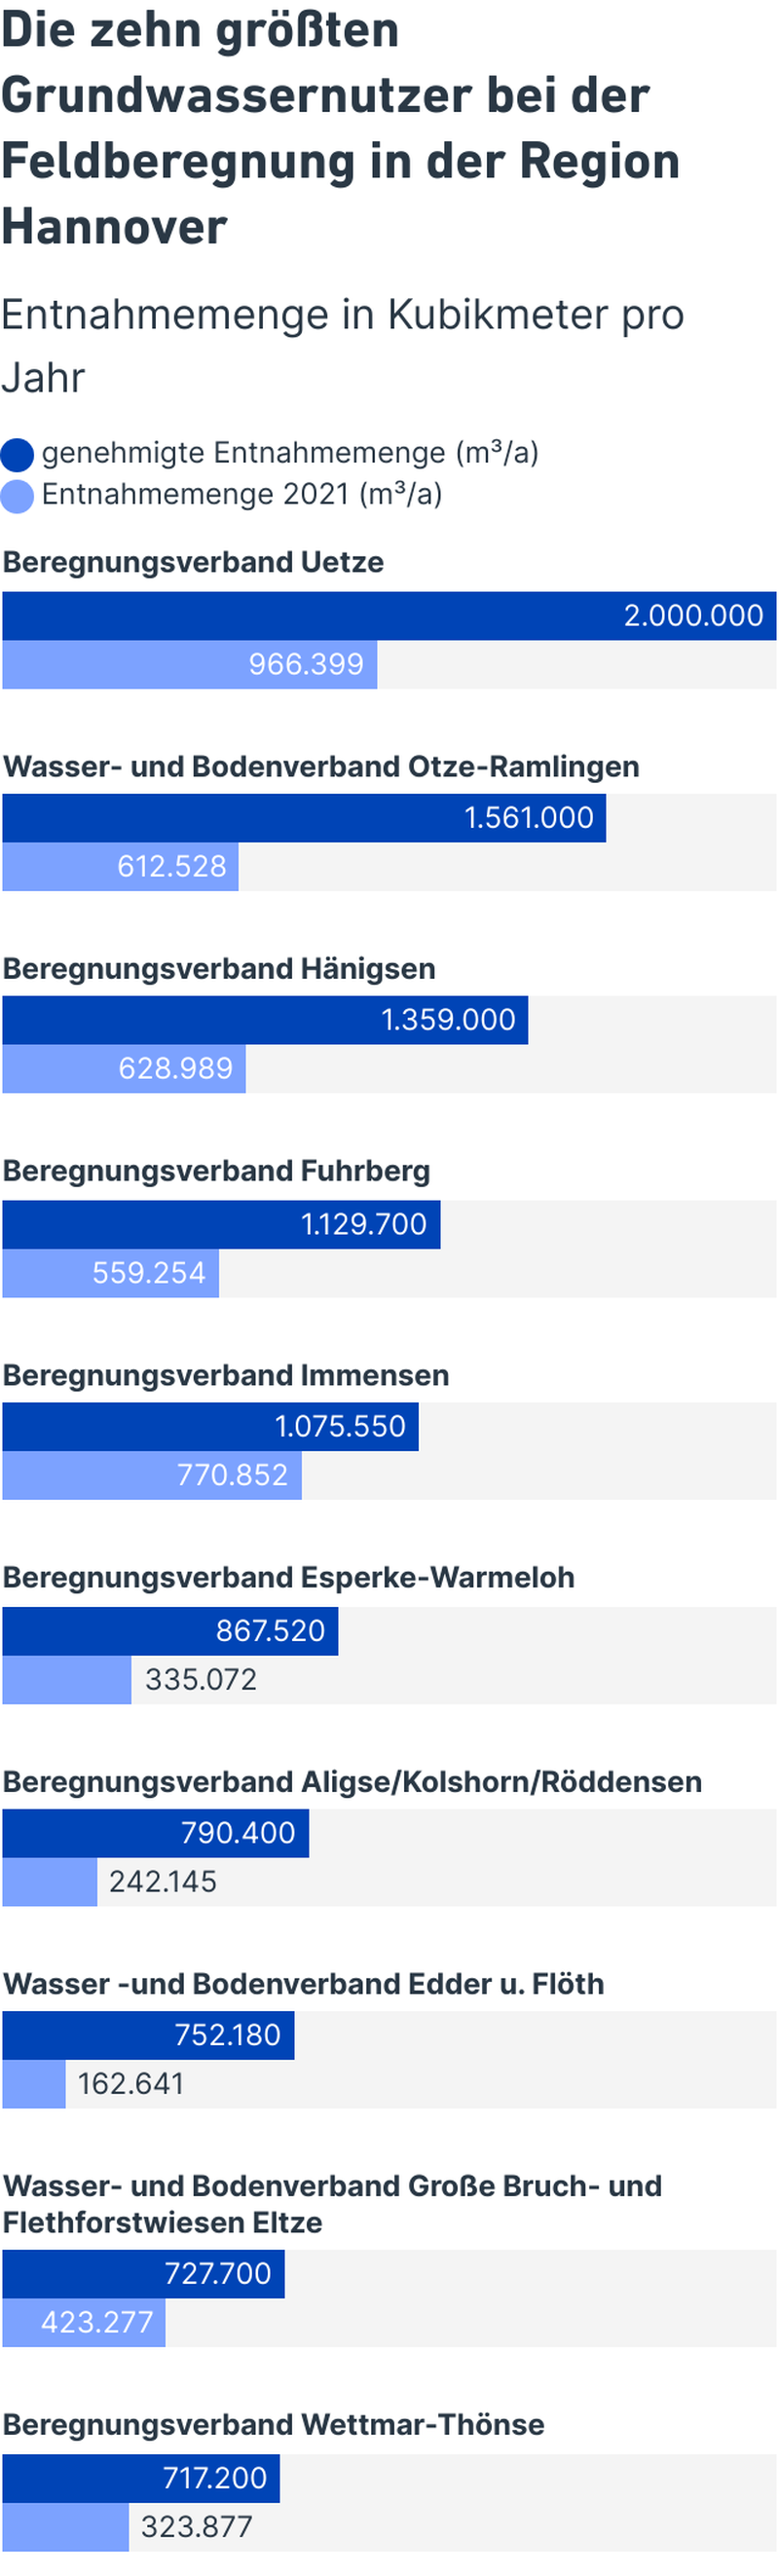 Die zehn größten
Grundwassernutzer bei der
Feldberegnung in der Region
Hannover
Entnahmemenge in Kubikmeter pro
Jahr
genehmigte Entnahmemenge (m³/a)
Entnahmemenge 2021 (m³/a)
Beregnungsverband Uetze
2.000.000
966.399
Wasser- und Bodenverband Otze-Ramlingen
1.561.000
612.528
Beregnungsverband Hänigsen
1.359.000
628.989
Beregnungsverband Fuhrberg
1.129.700
559.254
Beregnungsverband Immensen
1.075.550
770.852
Beregnungsverband Esperke-Warmeloh
867.520
335.072
Beregnungsverband Aligse/Kolshorn/Röddensen
790.400
242.145
Wasser -und Bodenverband Edder u. Flöth
752.180
162.641
Wasser- und Bodenverband Große Bruch- und
Flethforstwiesen Eltze
727.700
423.277
Beregnungsverband Wettmar-Thönse
717.200
323.877